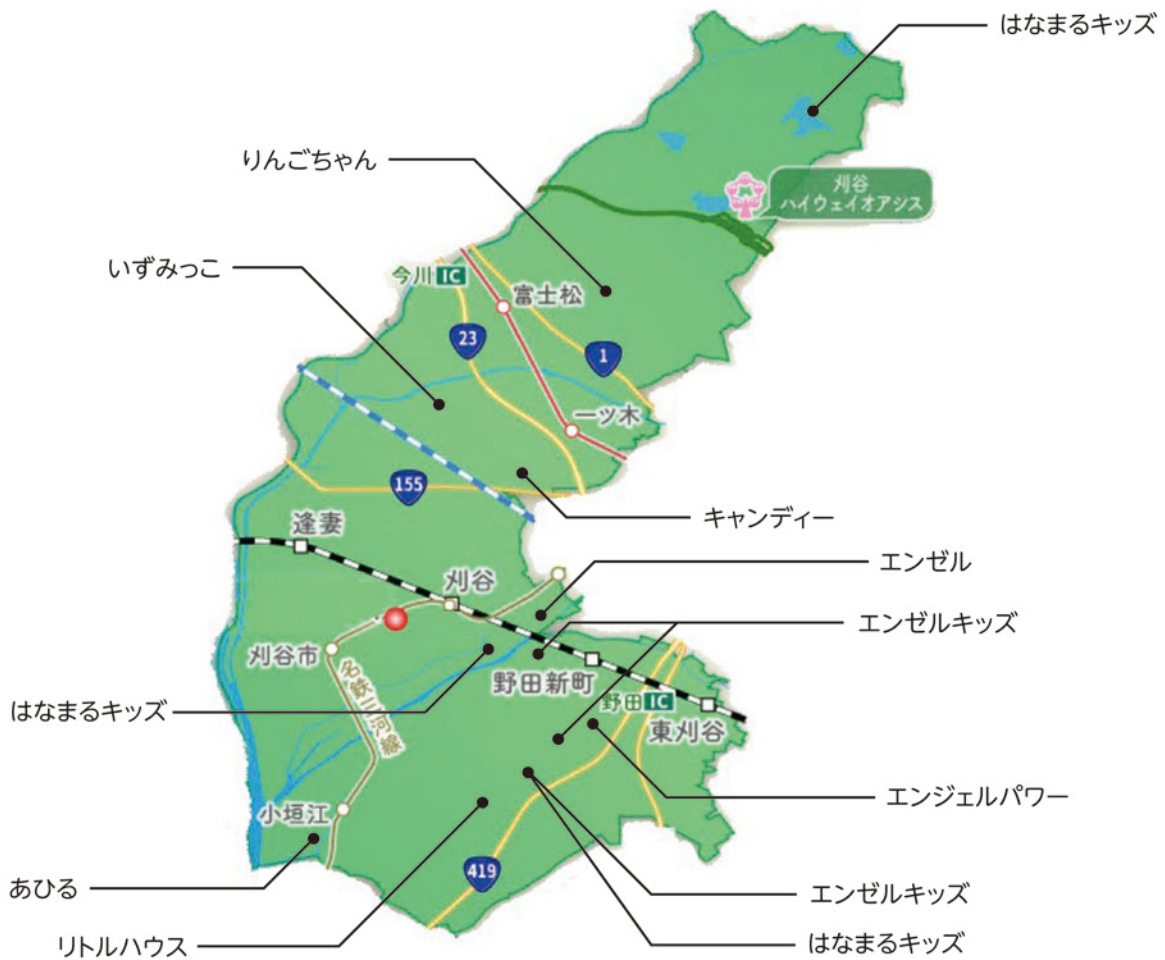 はなまるキッズ
りんごちゃん
刈谷
ハイウェイオアシス
いずみっこ
今川 IC
富士松
23
1
一ツ木
155
キャンディー
逢妻
エンゼル
刈谷
エンゼルキッズ
刈谷市
野田新町
はなまるキッズ
名鉄三河線
野田 IC
東刈谷
エンジェルパワー
小垣江
419
あひる
エンゼルキッズ
リトルハウス
はなまるキッズ